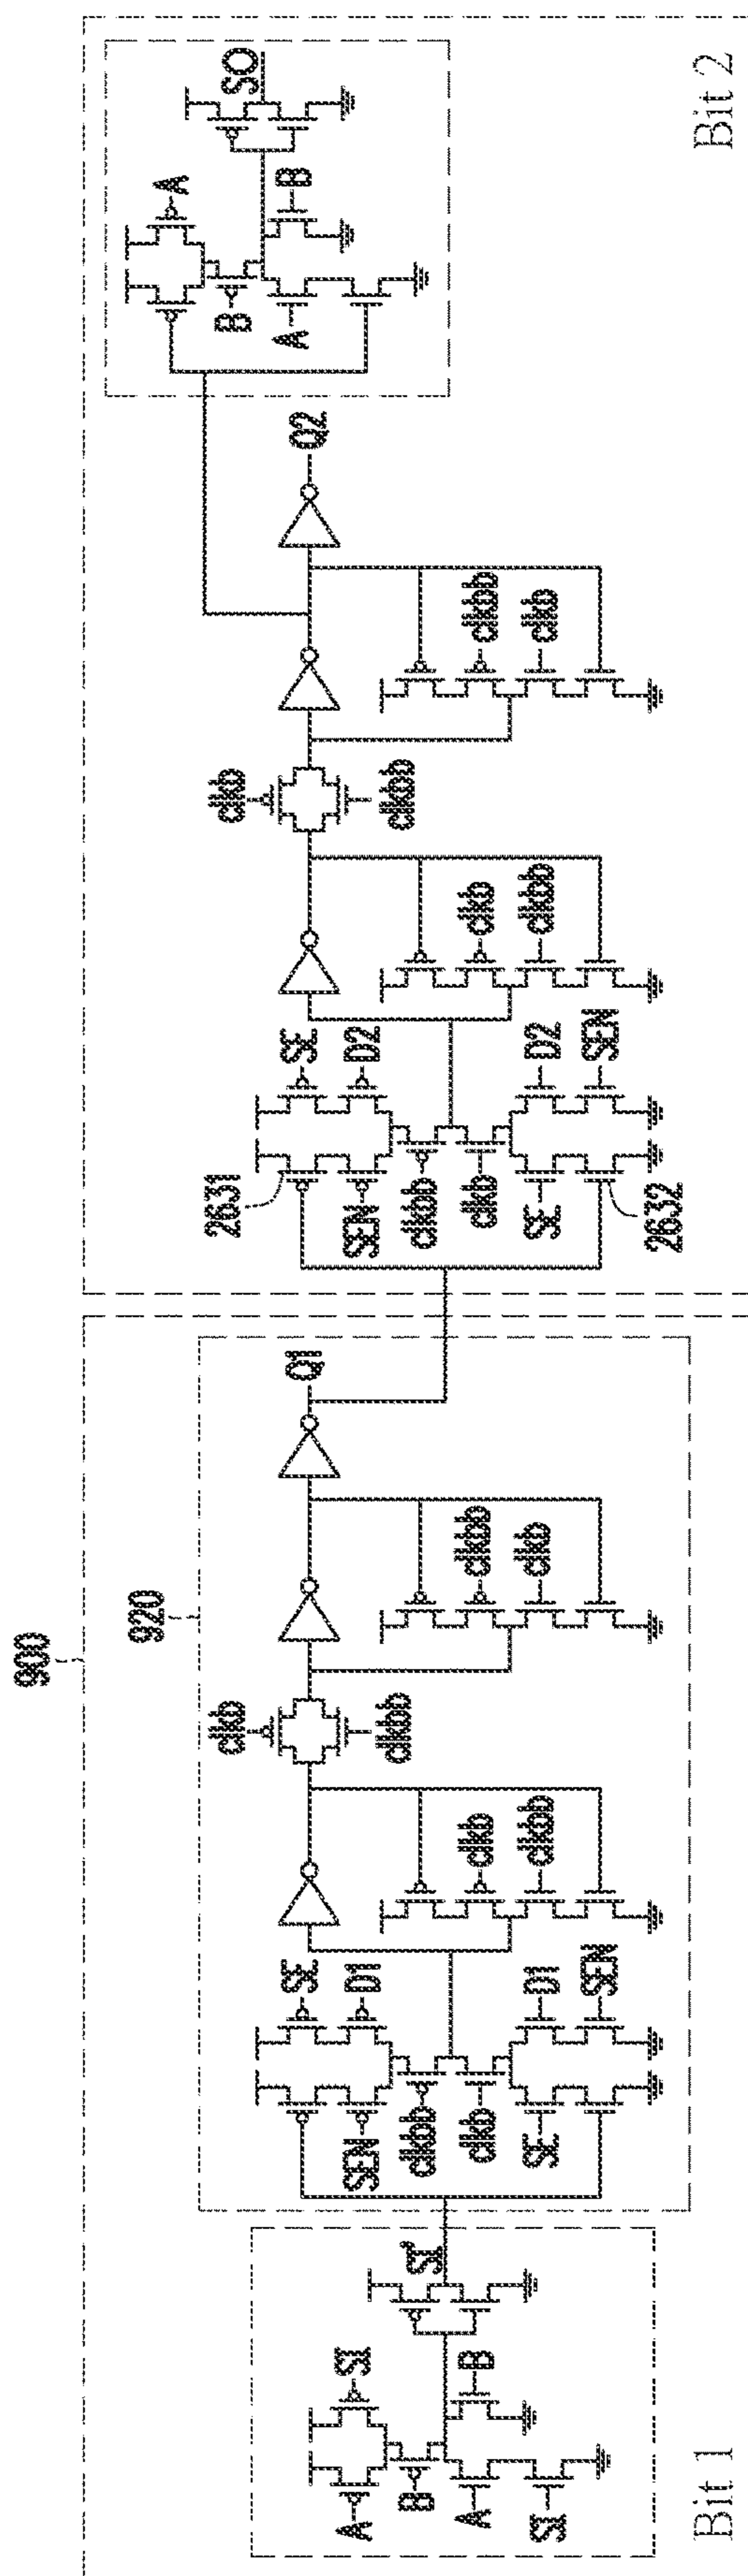 900
Bit 1
A
SI
B
A
B
SI
SI'
920
SE
SEN
D1
clkbb
clkb
D1
SE
SEN
clkb
clkbb
clkb
clkbb
clkbb
clkb
Q1
Bit 2
2631
SE
SEN
D2
clkbb
clkb
D2
SE
SEN
2632
clkb
clkbb
clkb
clkbb
clkbb
clkb
Q2
A
B
B
A
SO